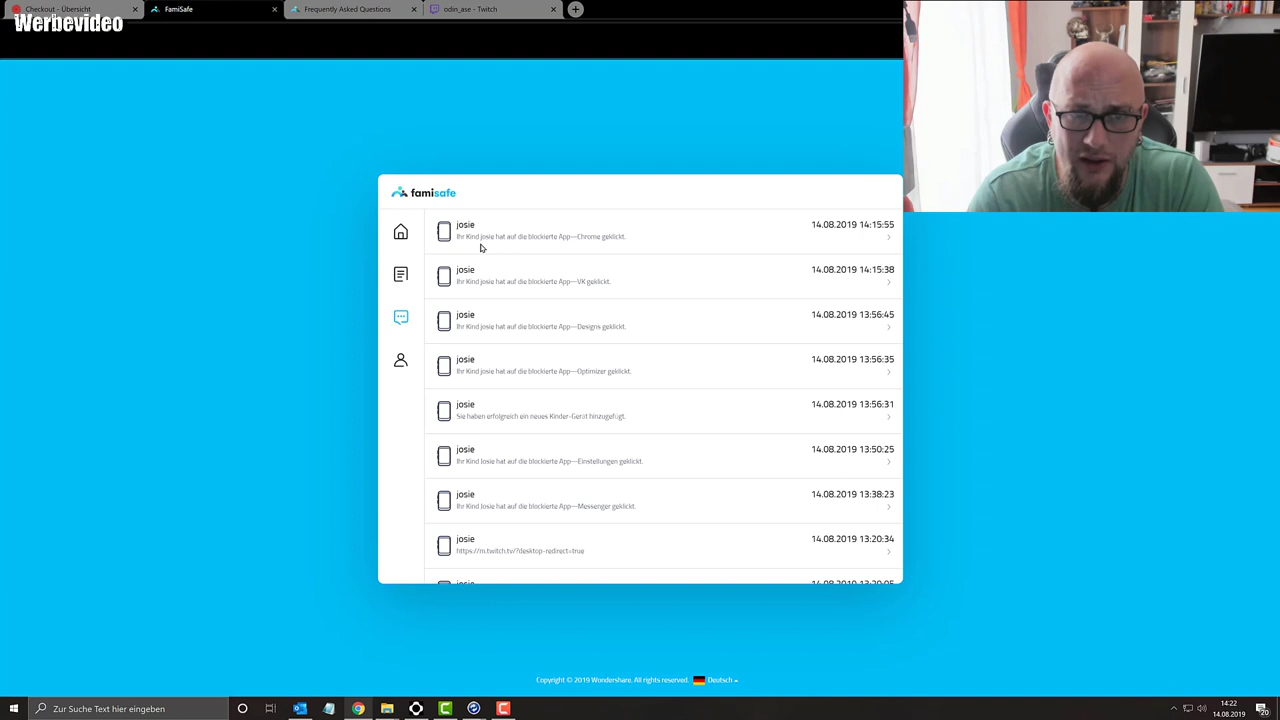 Checkout - Übersicht
FamiSafe
Frequently Asked Questions
odin_ase - Twitch
Werbevideo
famisafe
josie
14.08.2019 14:15:55
Ihr Kind josie hat auf die blockierte App—Chrome geklickt.
josie
14.08.2019 14:15:38
Ihr Kind josie hat auf die blockierte App—VK geklickt.
josie
14.08.2019 13:56:45
Ihr Kind josie hat auf die blockierte App—Designs geklickt.
josie
14.08.2019 13:56:35
Ihr Kind josie hat auf die blockierte App—Optimizer geklickt.
josie
14.08.2019 13:56:31
Sie haben erfolgreich ein neues Kinder-Gerät hinzugefügt.
josie
14.08.2019 13:50:25
Ihr Kind Josie hat auf die blockierte App—Einstellungen geklickt.
josie
14.08.2019 13:38:23
Ihr Kind Josie hat auf die blockierte App—Messenger geklickt.
josie
14.08.2019 13:20:34
https://m.twitch.tv/?desktop-redirect=true
josie
14.08.2019 13:20:05
Copyright © 2019 Wondershare. All rights reserved. Deutsch
Zur Suche Text hier eingeben
14:22
14.08.2019
20